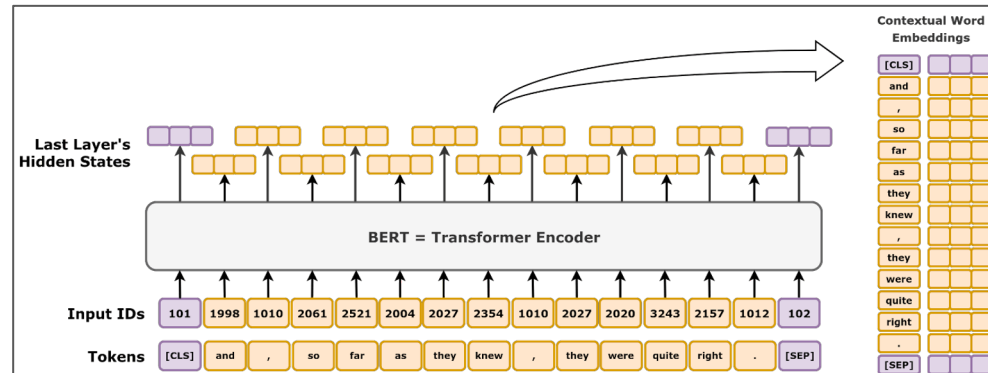 Contextual Word
Embeddings
[CLS]
and
,
so
far
as
they
knew
,
they
were
quite
right
.
[SEP]
Last Layer's
Hidden States
BERT = Transformer Encoder
Input IDs 101 1998 1010 2061 2521 2004 2027 2354 1010 2027 2020 3243 2157 1012 102
Tokens [CLS] and , so far as they knew , they were quite right . [SEP]